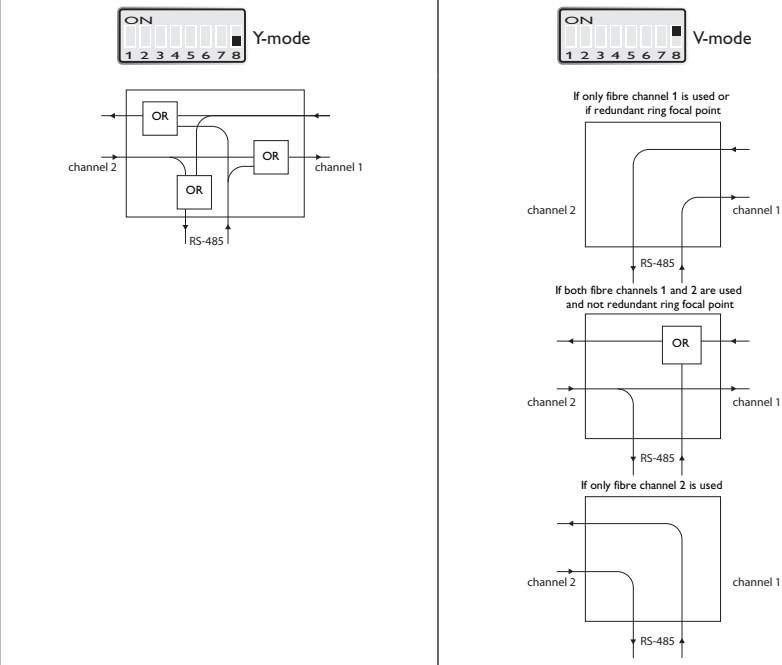 ON
1 2 3 4 5 6 7 8
Y-mode
OR
OR
channel 2
channel 1
OR
RS-485
ON
1 2 3 4 5 6 7 8
V-mode
If only fibre channel 1 is used or
if redundant ring focal point
channel 2
channel 1
RS-485
If both fibre channels 1 and 2 are used
and not redundant ring focal point
OR
channel 2
channel 1
RS-485
If only fibre channel 2 is used
channel 2
channel 1
RS-485